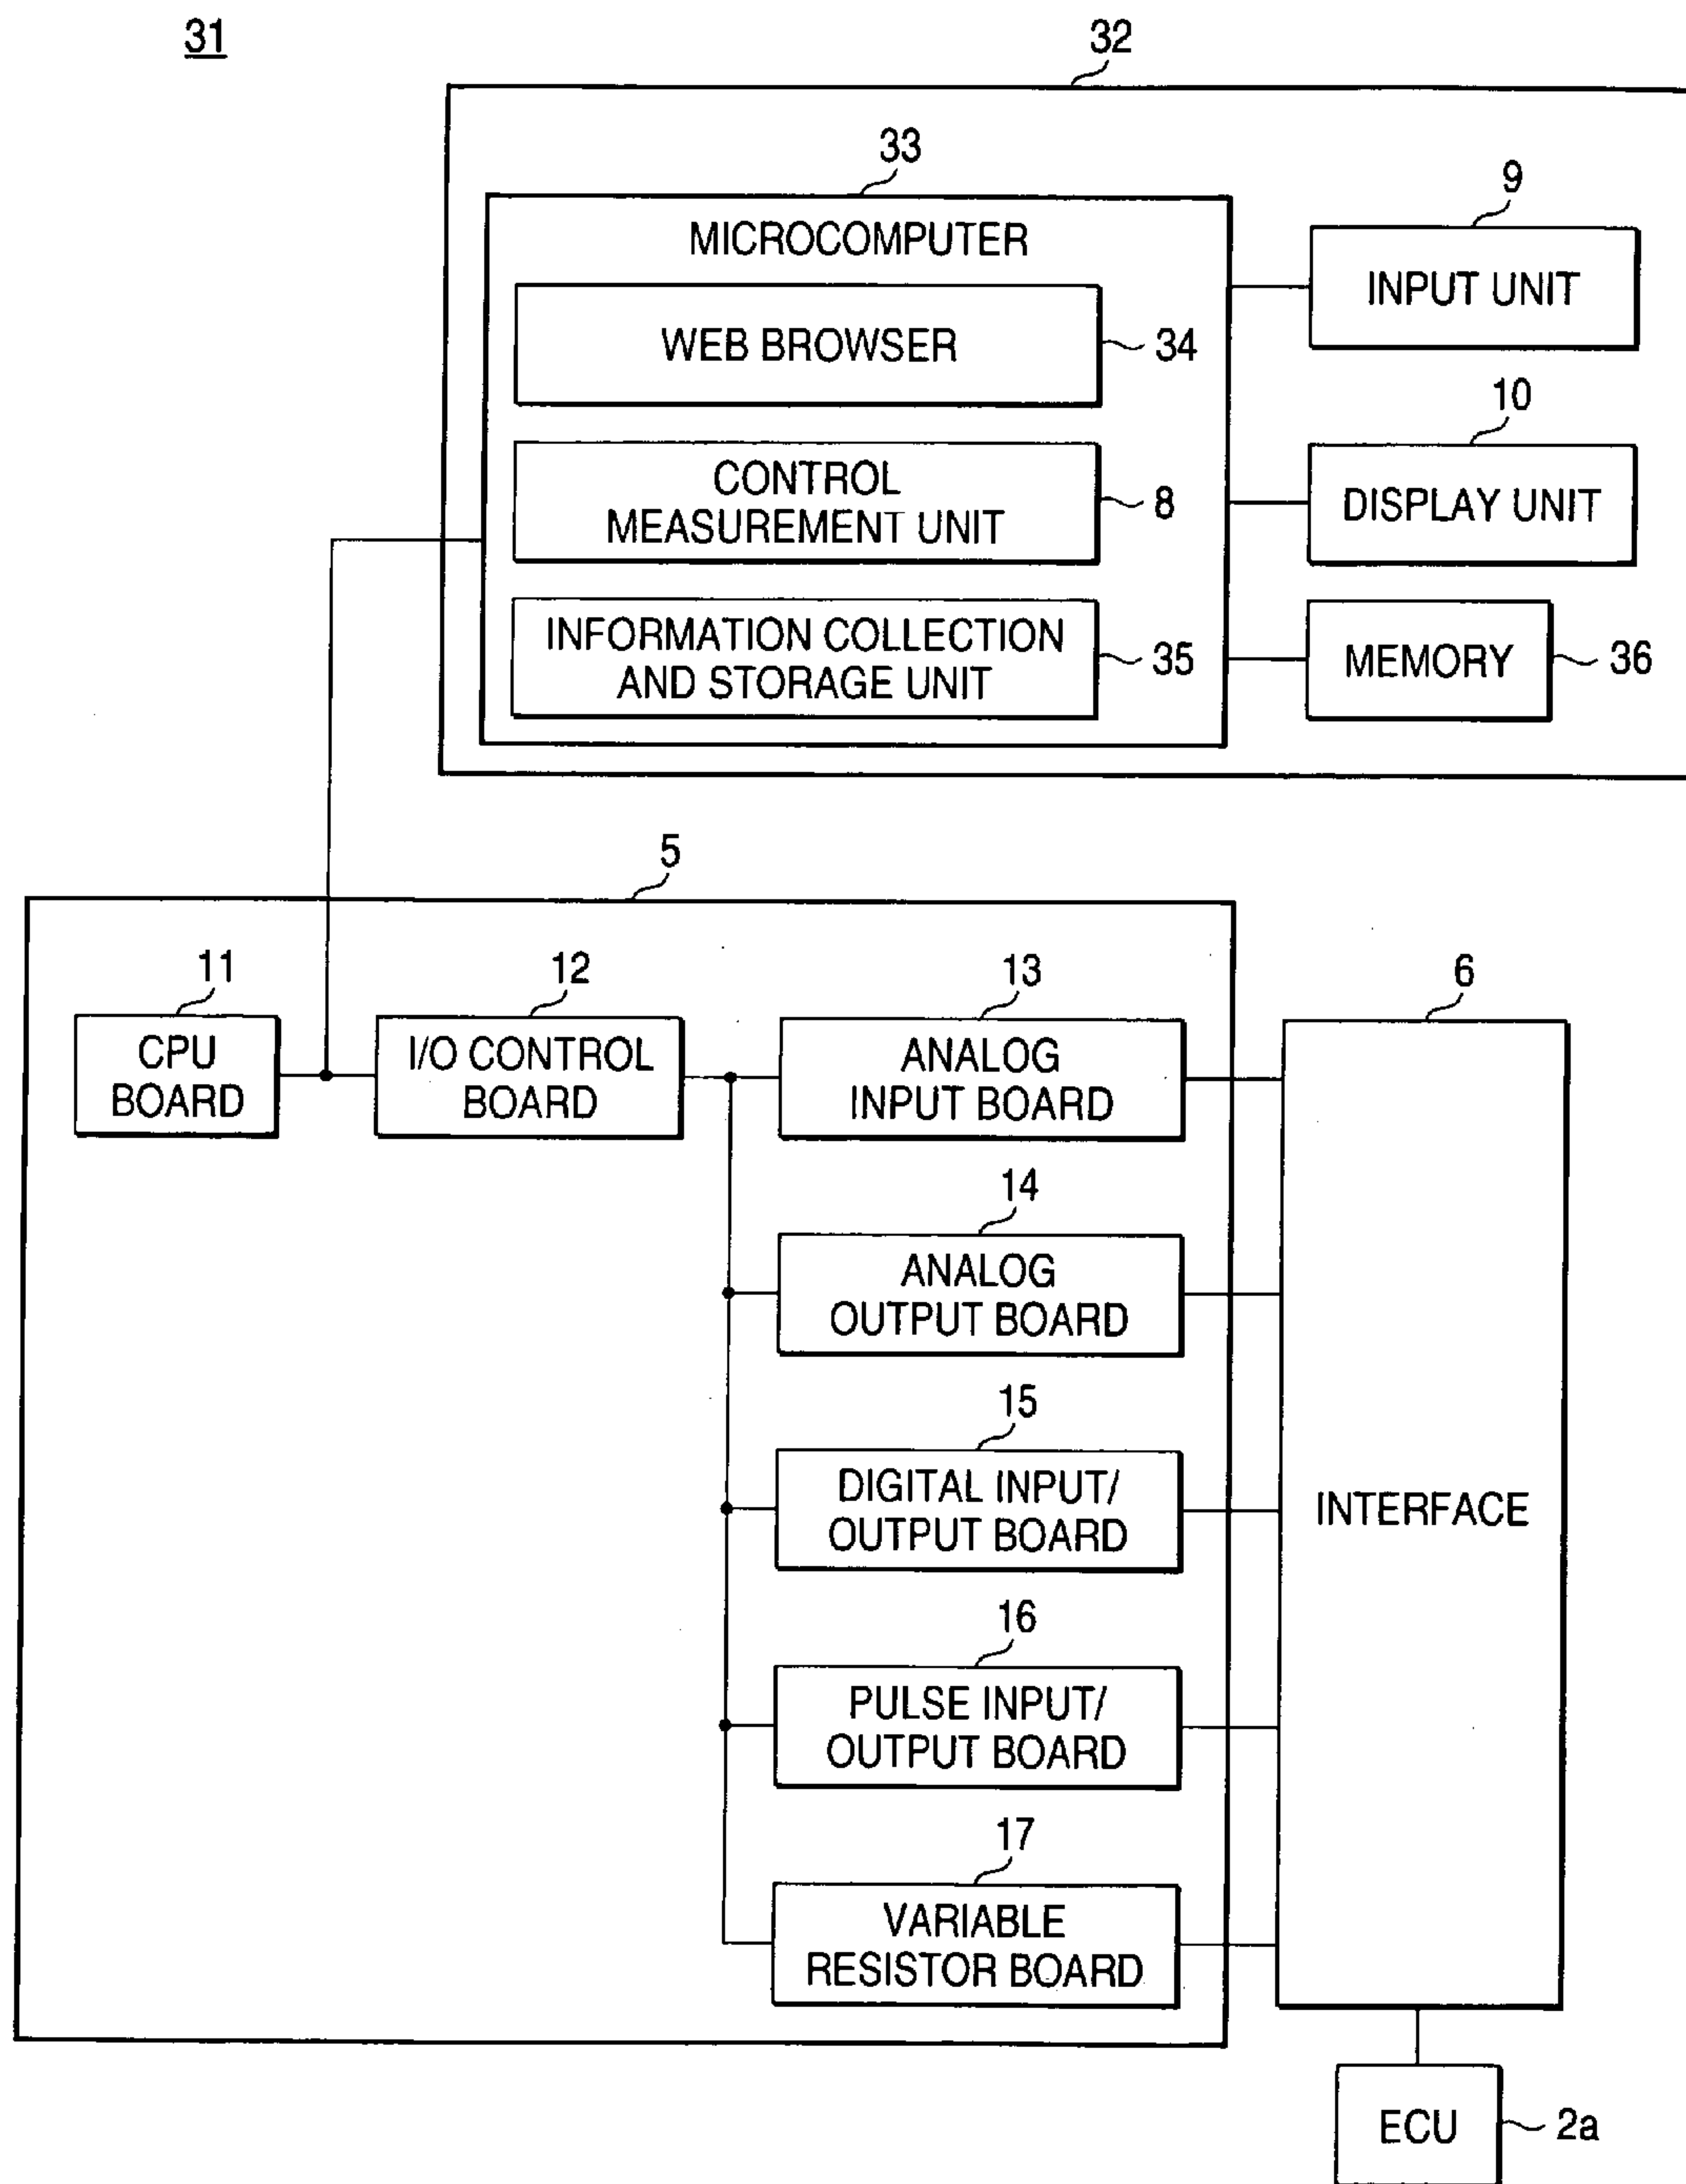 31
32
33
MICROCOMPUTER
9
INPUT UNIT
WEB BROWSER
34
10
CONTROL
MEASUREMENT UNIT
8
DISPLAY UNIT
INFORMATION COLLECTION
AND STORAGE UNIT
35
MEMORY
36
5
11
12
13
6
CPU
BOARD
I/O CONTROL
BOARD
ANALOG
INPUT BOARD
14
ANALOG
OUTPUT BOARD
15
DIGITAL INPUT/
OUTPUT BOARD
INTERFACE
16
PULSE INPUT/
OUTPUT BOARD
17
VARIABLE
RESISTOR BOARD
ECU
2a